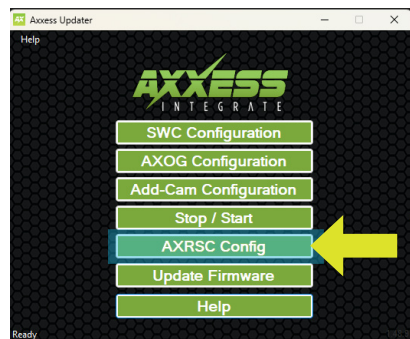 AX Axxess Updater
Help
AXXESS
INTEGRATE
SWC Configuration
AXOG Configuration
Add-Cam Configuration
Stop / Start
AXRSC Config
Update Firmware
Help
Ready